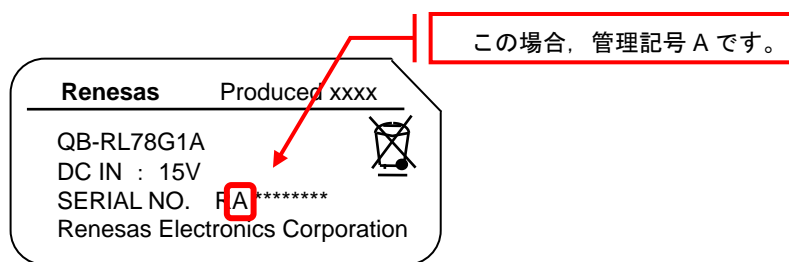 この場合，管理記号 A です。
Renesas Produced xxxx
QB-RL78G1A
DC IN : 15V
SERIAL NO. RA********
Renesas Electronics Corporation